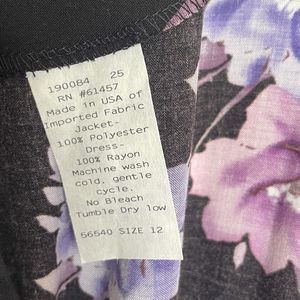 190084 25
RN #61457
Made in USA of
Imported Fabric
Jacket-
100% Polyester
Dress-
100% Rayon
Machine wash
cold, gentle
cycle.
No Bleach
Tumble Dry low
56540 SIZE 12